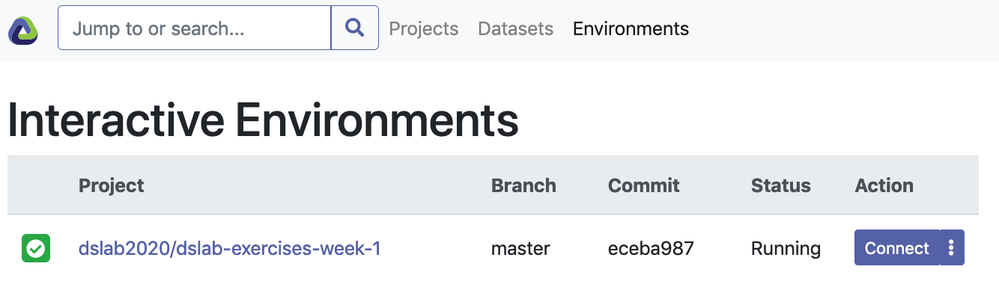 Jump to or search... Projects Datasets Environments
Interactive Environments
Project Branch Commit Status Action
dslab2020/dslab-exercises-week-1 master eceba987 Running Connect